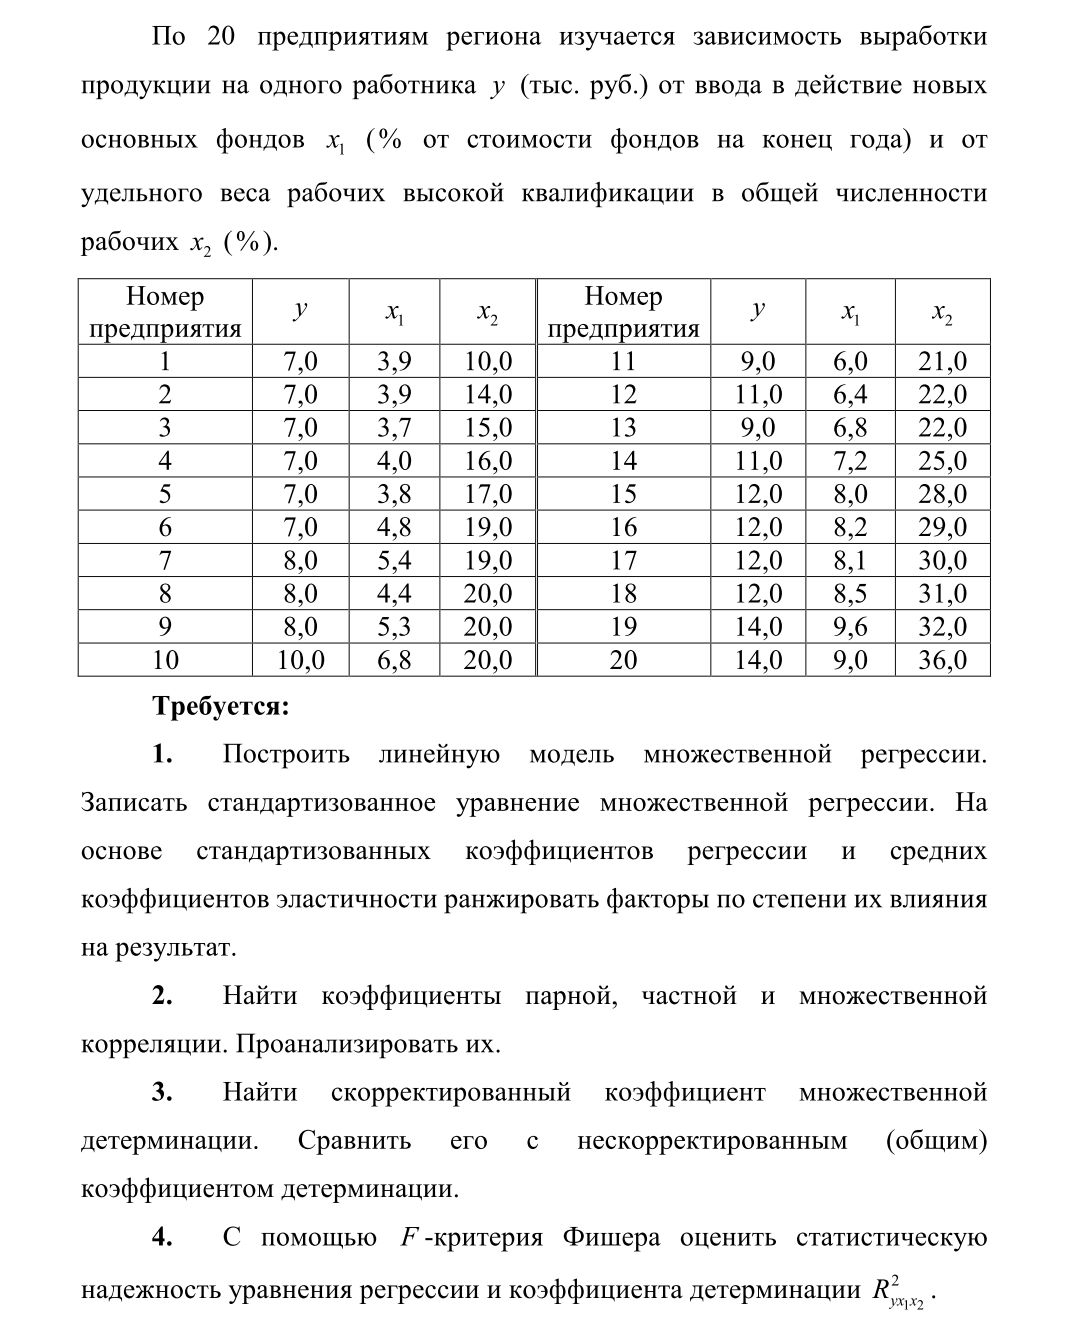 По 20 предприятиям региона изучается зависимость выработки
продукции на одного работника y (тыс. руб.) от ввода в действие новых
основных фондов x₁ (% от стоимости фондов на конец года) и от
удельного веса рабочих высокой квалификации в общей численности
рабочих x₂ (%).
Номер предприятия y x₁ x₂ Номер предприятия y x₁ x₂
1 7,0 3,9 10,0 11 9,0 6,0 21,0
2 7,0 3,9 14,0 12 11,0 6,4 22,0
3 7,0 3,7 15,0 13 9,0 6,8 22,0
4 7,0 4,0 16,0 14 11,0 7,2 25,0
5 7,0 3,8 17,0 15 12,0 8,0 28,0
6 7,0 4,8 19,0 16 12,0 8,2 29,0
7 8,0 5,4 19,0 17 12,0 8,1 30,0
8 8,0 4,4 20,0 18 12,0 8,5 31,0
9 8,0 5,3 20,0 19 14,0 9,6 32,0
10 10,0 6,8 20,0 20 14,0 9,0 36,0
Требуется:
1. Построить линейную модель множественной регрессии.
Записать стандартизованное уравнение множественной регрессии. На
основе стандартизованных коэффициентов регрессии и средних
коэффициентов эластичности ранжировать факторы по степени их влияния
на результат.
2. Найти коэффициенты парной, частной и множественной
корреляции. Проанализировать их.
3. Найти скорректированный коэффициент множественной
детерминации. Сравнить его с нескорректированным (общим)
коэффициентом детерминации.
4. С помощью F-критерия Фишера оценить статистическую
надежность уравнения регрессии и коэффициента детерминации R²yx₁x₂.